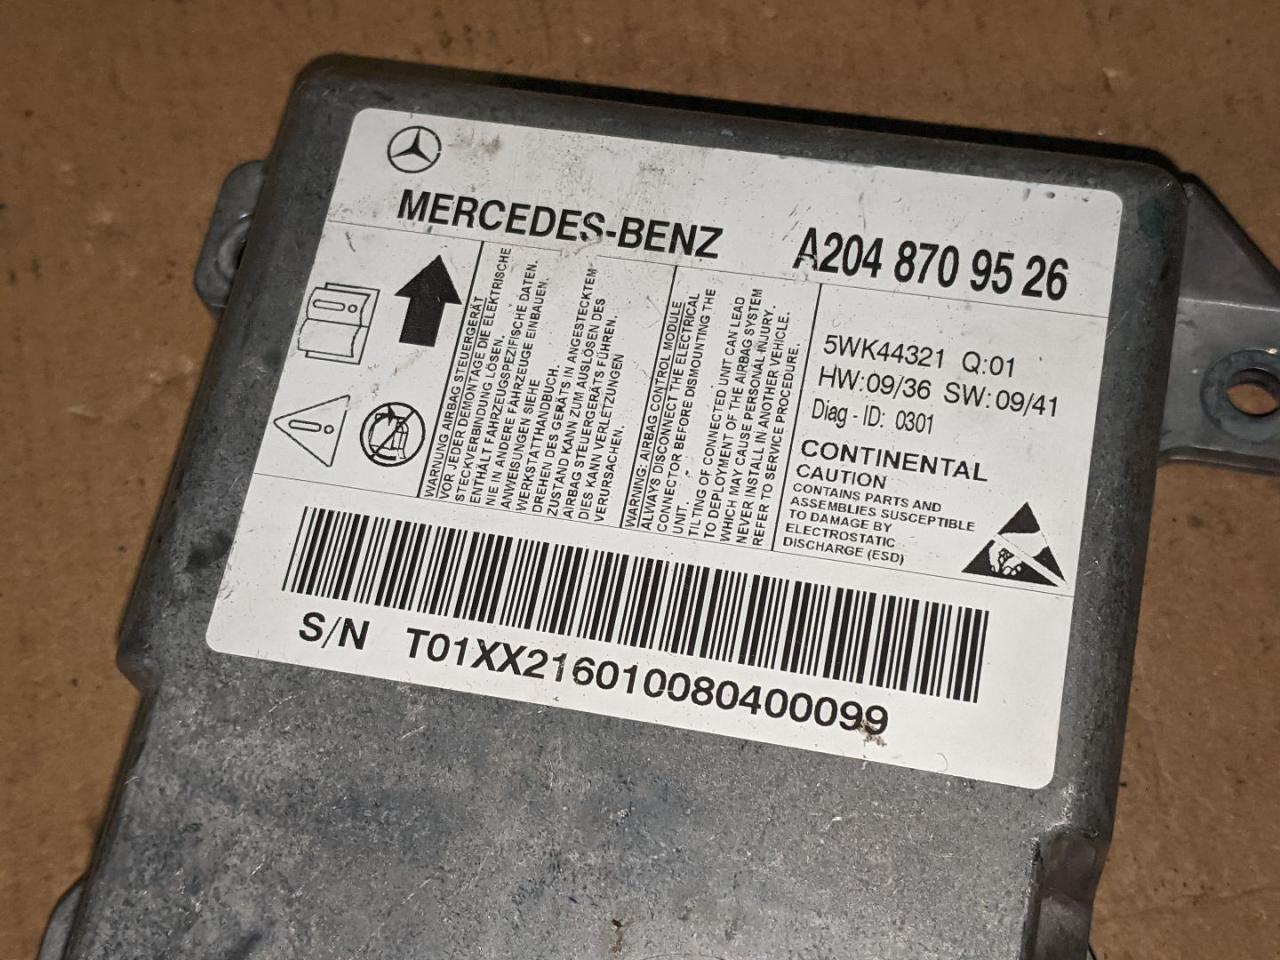 MERCEDES-BENZ A204 870 95 26
WARNUNG AIRBAG STEUERGERÄT
VOR JEDER DEMONTAGE DIE ELEKTRISCHE
STECKVERBINDUNG LÖSEN.
ENTHÄLT FAHRZEUGSPEZIFISCHE DATEN.
NIE IN ANDERE FAHRZEUGE EINBAUEN.
ANWEISUNGEN SIEHE
WERKSTATTHANDBUCH.
DREHEN DES GERÄTS IN ANGESTECKTEM
ZUSTAND KANN ZUM AUSLÖSEN DES
AIRBAG STEUERGERÄTS FÜHREN.
DIES KANN VERLETZUNGEN
VERURSACHEN.
WARNING: AIRBAG CONTROL MODULE
ALWAYS DISCONNECT THE ELECTRICAL
CONNECTOR BEFORE DISMOUNTING THE
UNIT.
TILTING OF CONNECTED UNIT CAN LEAD
TO DEPLOYMENT OF THE AIRBAG SYSTEM
WHICH MAY CAUSE PERSONAL INJURY.
NEVER INSTALL IN ANOTHER VEHICLE.
REFER TO SERVICE PROCEDURE.
5WK44321 Q:01
HW:09/36 SW:09/41
Diag - ID: 0301
CONTINENTAL
CAUTION
CONTAINS PARTS AND
ASSEMBLIES SUSCEPTIBLE
TO DAMAGE BY
ELECTROSTATIC
DISCHARGE (ESD)
S/N T01XX216010080400099